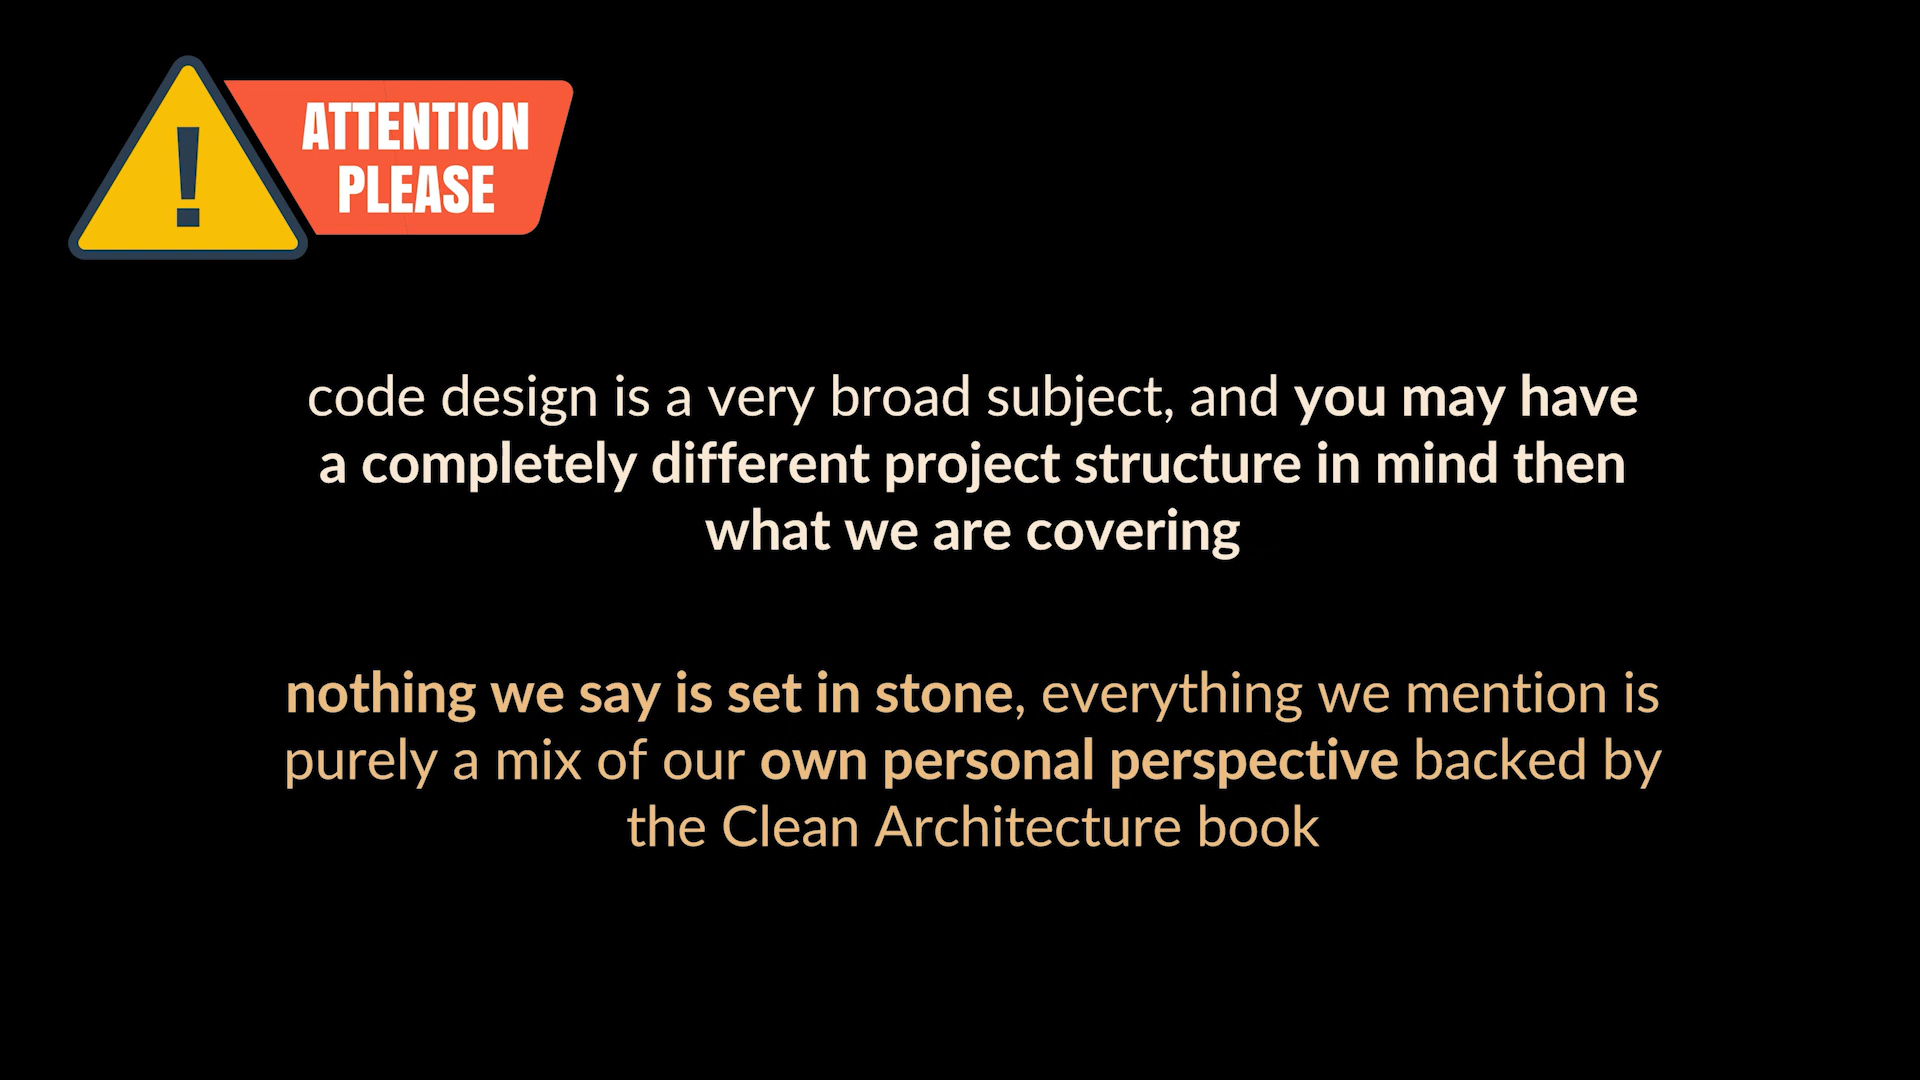 !
ATTENTION
PLEASE
code design is a very broad subject, and you may have
a completely different project structure in mind then
what we are covering
nothing we say is set in stone, everything we mention is
purely a mix of our own personal perspective backed by
the Clean Architecture book